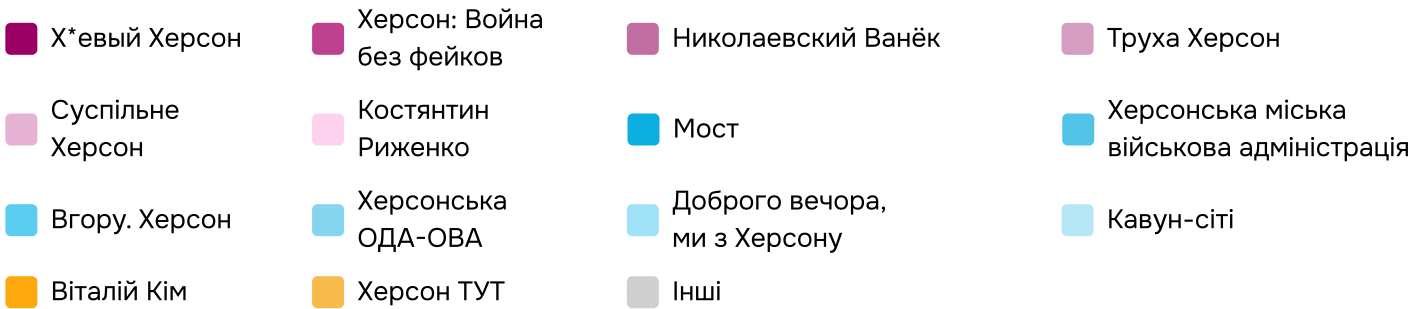 Х*евый Херсон
Херсон: Война
без фейков
Николаевский Ванёк
Труха Херсон
Суспільне
Херсон
Костянтин
Риженко
Мост
Херсонська міська
військова адміністрація
Вгору. Херсон
Херсонська
ОДА-ОВА
Доброго вечора,
ми з Херсону
Кавун-сіті
Віталій Кім
Херсон ТУТ
Інші